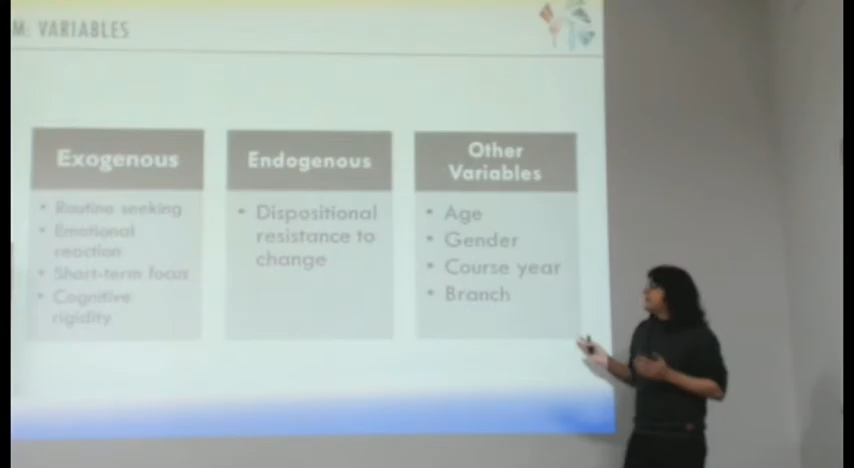 M: VARIABLES
Exogenous
• Routine seeking
• Emotional
reaction
• Short-term focus
• Cognitive
rigidity
Endogenous
• Dispositional
resistance to
change
Other
Variables
• Age
• Gender
• Course year
• Branch